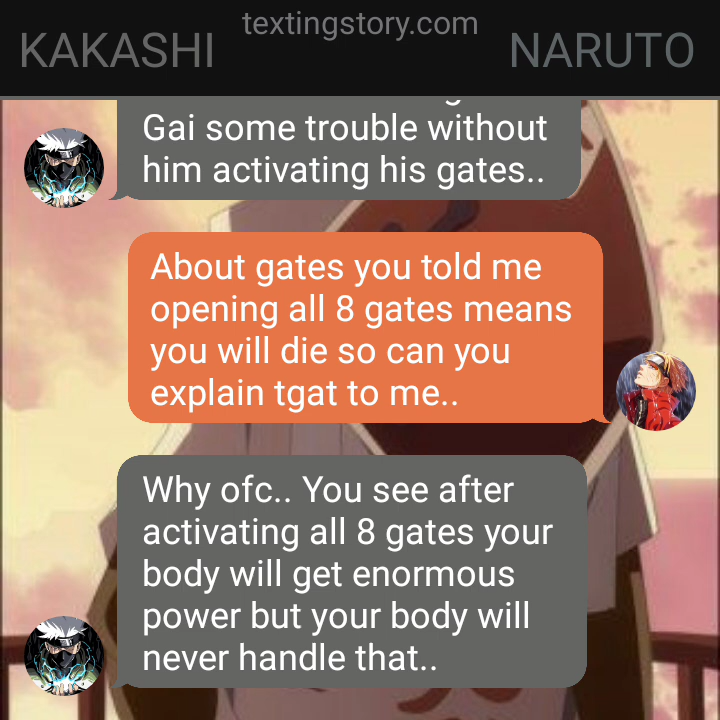 textingstory.com
KAKASHI
NARUTO
Gai some trouble without
him activating his gates..
About gates you told me
opening all 8 gates means
you will die so can you
explain tgat to me..
Why ofc.. You see after
activating all 8 gates your
body will get enormous
power but your body will
never handle that..